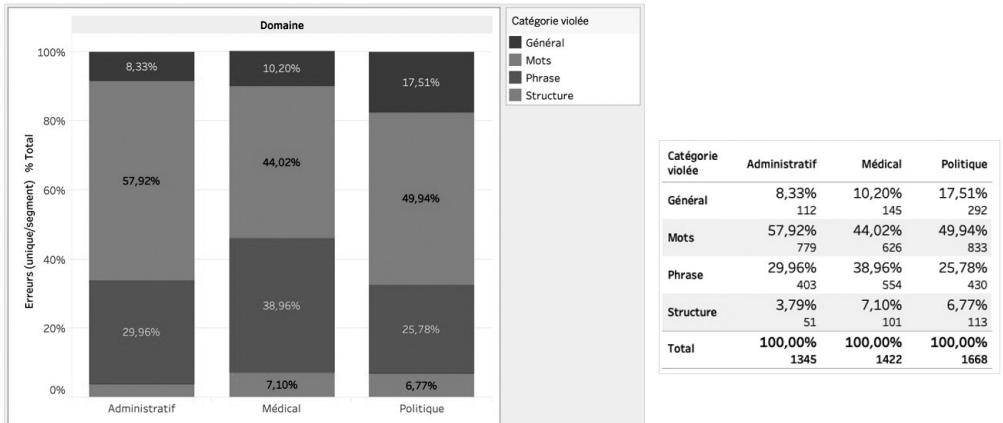 Domaine
100%
80%
60%
40%
20%
0%
Erreurs (unique/segment) % Total
8,33%
57,92%
29,96%
10,20%
44,02%
38,96%
7,10%
17,51%
49,94%
25,78%
6,77%
Administratif Médical Politique
Catégorie violée
Général
Mots
Phrase
Structure
Catégorie violée Administratif Médical Politique
Général 8,33% 10,20% 17,51%
112 145 292
Mots 57,92% 44,02% 49,94%
779 626 833
Phrase 29,96% 38,96% 25,78%
403 554 430
Structure 3,79% 7,10% 6,77%
51 101 113
Total 100,00% 100,00% 100,00%
1345 1422 1668